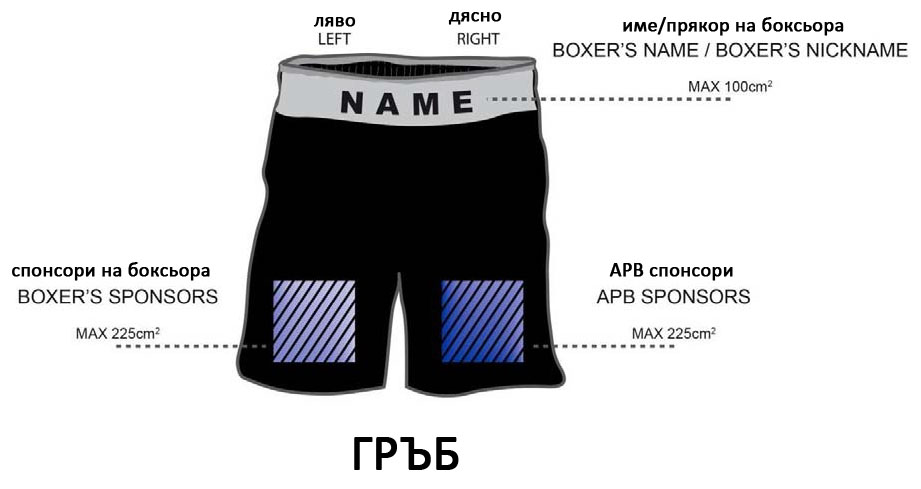 ляво
LEFT
дясно
RIGHT
име/прякор на боксьора
BOXER'S NAME / BOXER'S NICKNAME
MAX 100cm²
NAME
спонсори на боксьора
BOXER'S SPONSORS
MAX 225cm²
APB спонсори
APB SPONSORS
MAX 225cm²
ГРЪБ